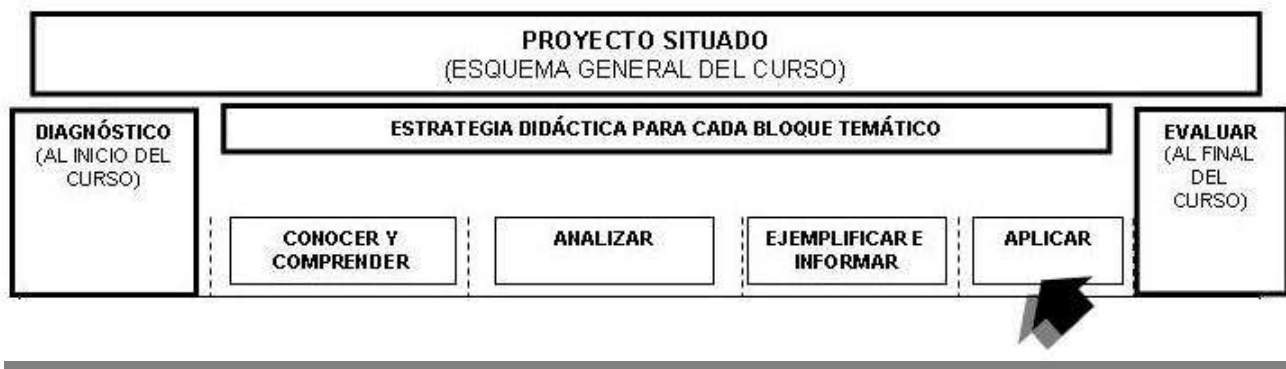 PROYECTO SITUADO
(ESQUEMA GENERAL DEL CURSO)
DIAGNÓSTICO
(AL INICIO DEL
CURSO)
ESTRATEGIA DIDÁCTICA PARA CADA BLOQUE TEMÁTICO
EVALUAR
(AL FINAL
DEL
CURSO)
CONOCER Y
COMPRENDER
ANALIZAR
EJEMPLIFICAR E
INFORMAR
APLICAR